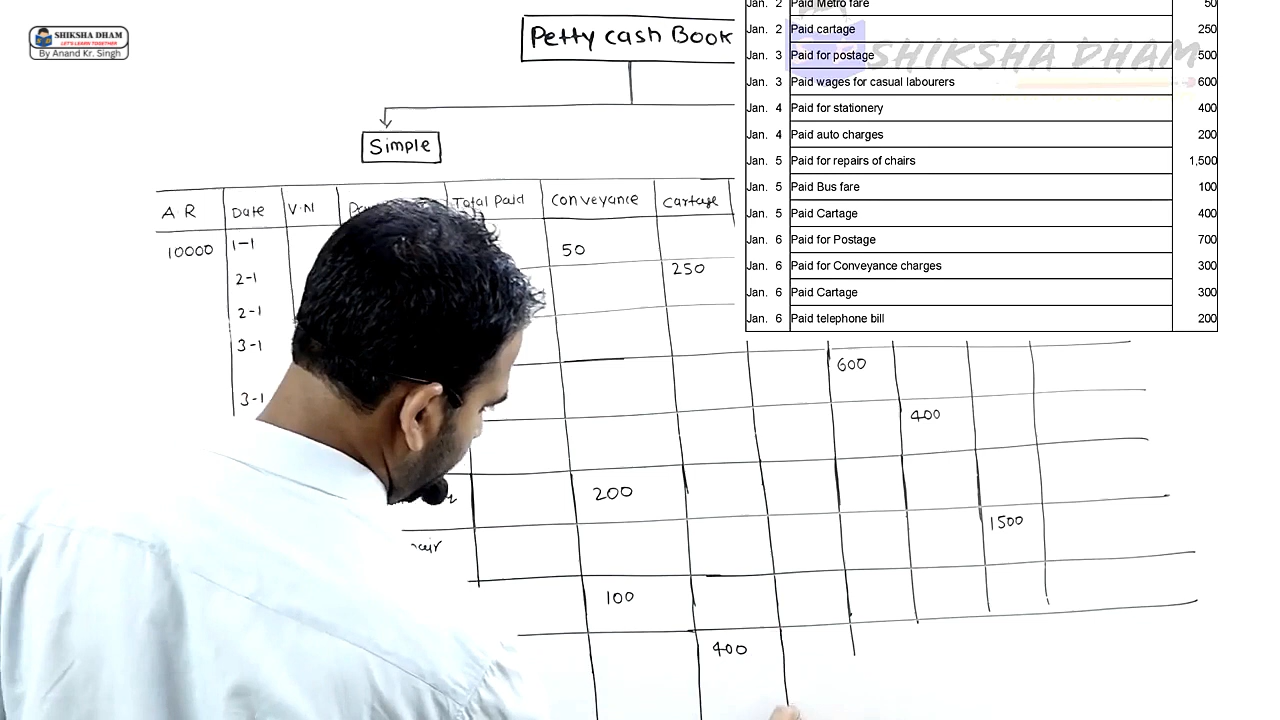 SHIKSHA DHAM
LET'S LEARN TOGETHER
By Anand Kr. Singh
Petty cash Book
Simple
A R Date V.N Total Paid Conveyance Cartage
10000 1-1 50
2-1 250
2-1
3-1
600
3-1
400
200
1500
100
400
Jan. 2 Paid Metro fare 50
Jan. 2 Paid cartage 250
Jan. 3 Paid for postage 500
Jan. 3 Paid wages for casual labourers 600
Jan. 4 Paid for stationery 400
Jan. 4 Paid auto charges 200
Jan. 5 Paid for repairs of chairs 1,500
Jan. 5 Paid Bus fare 100
Jan. 5 Paid Cartage 400
Jan. 6 Paid for Postage 700
Jan. 6 Paid for Conveyance charges 300
Jan. 6 Paid Cartage 300
Jan. 6 Paid telephone bill 200
SHIKSHA DHAM